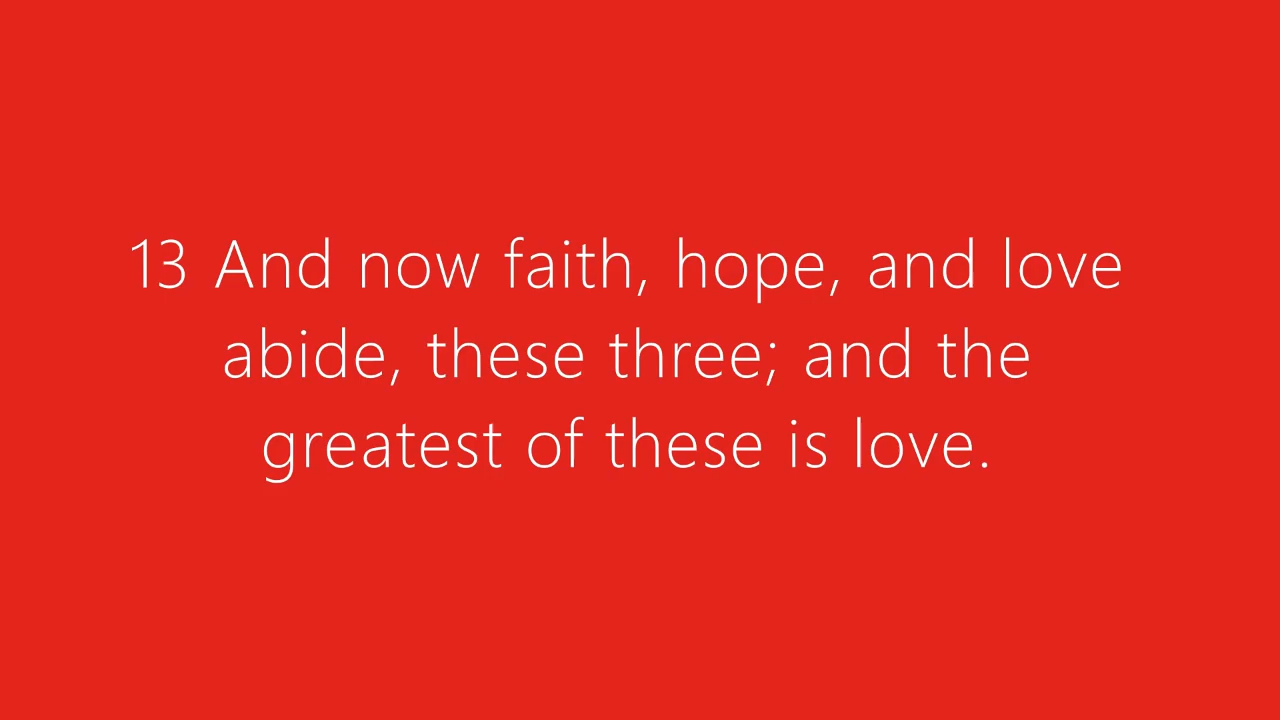 13 And now faith, hope, and love
abide, these three; and the
greatest of these is love.